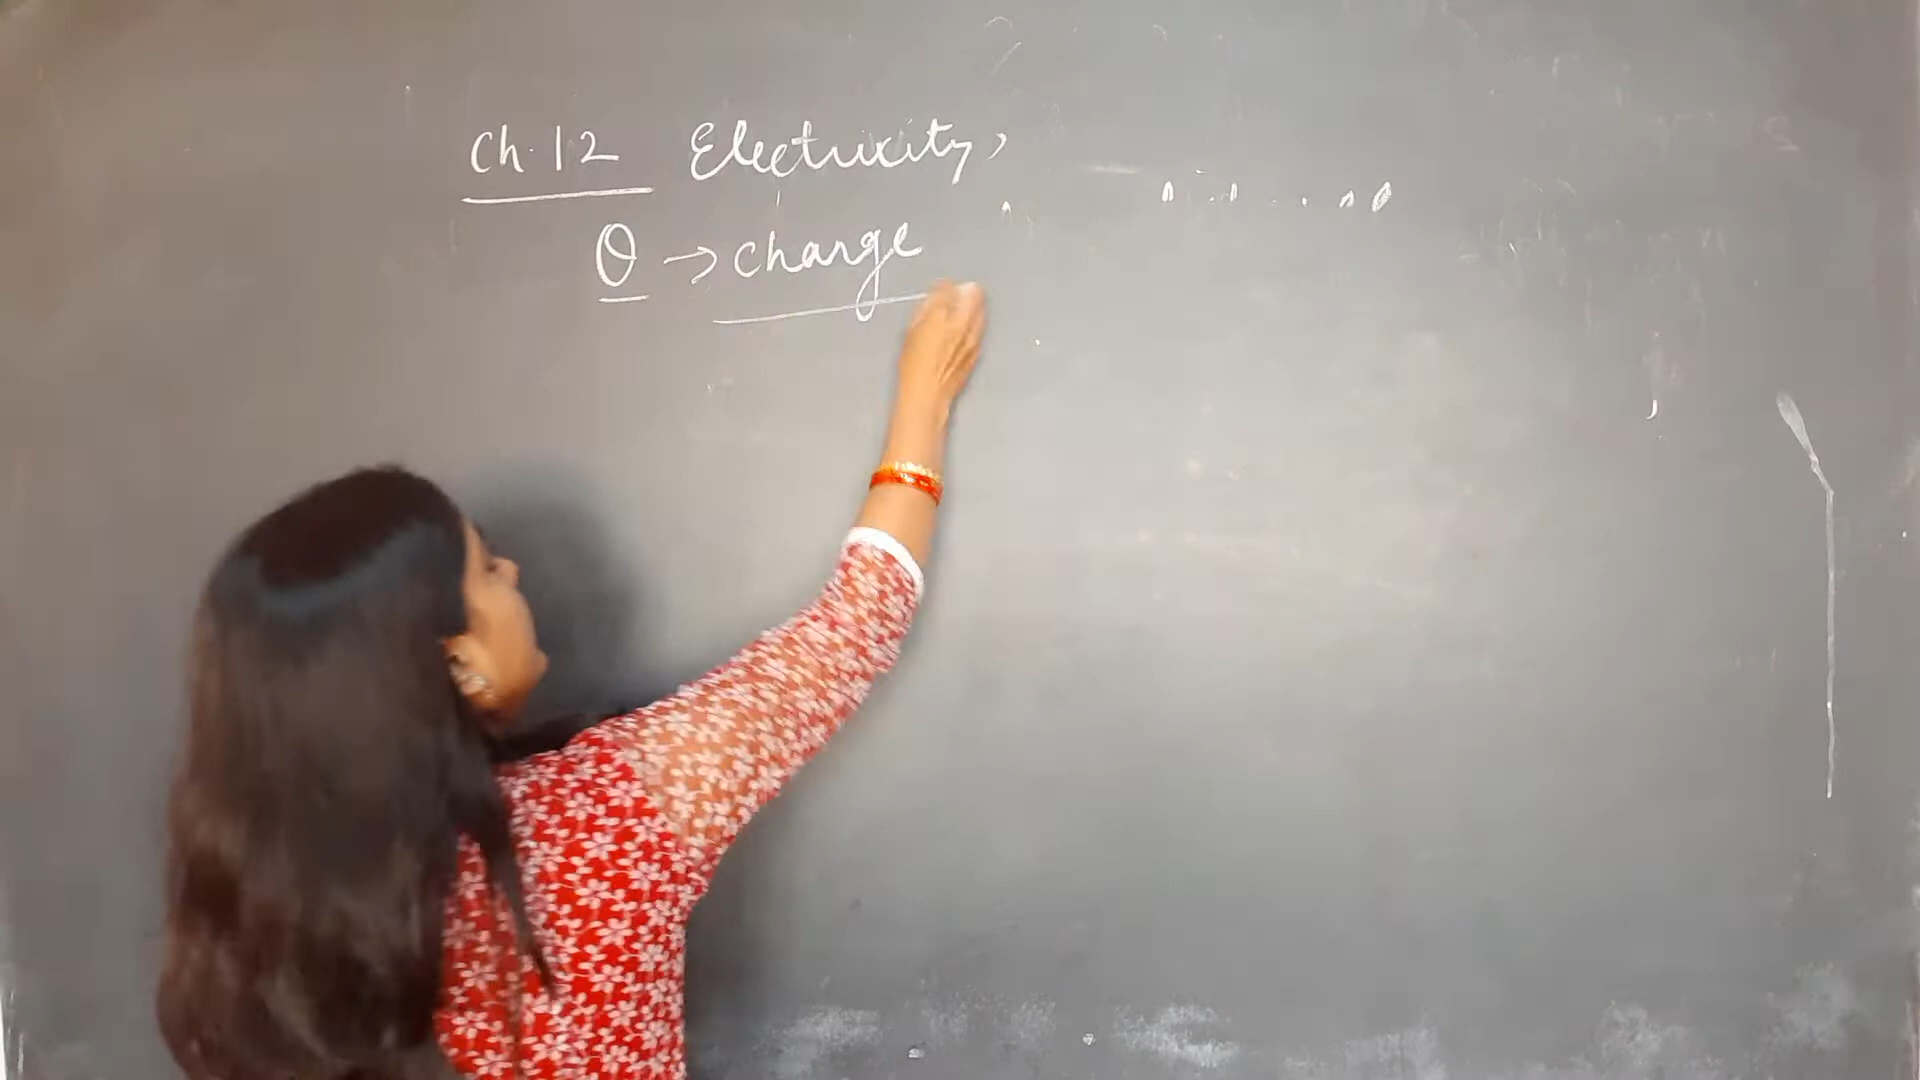 Ch. 12 Electricity,
Q → charge